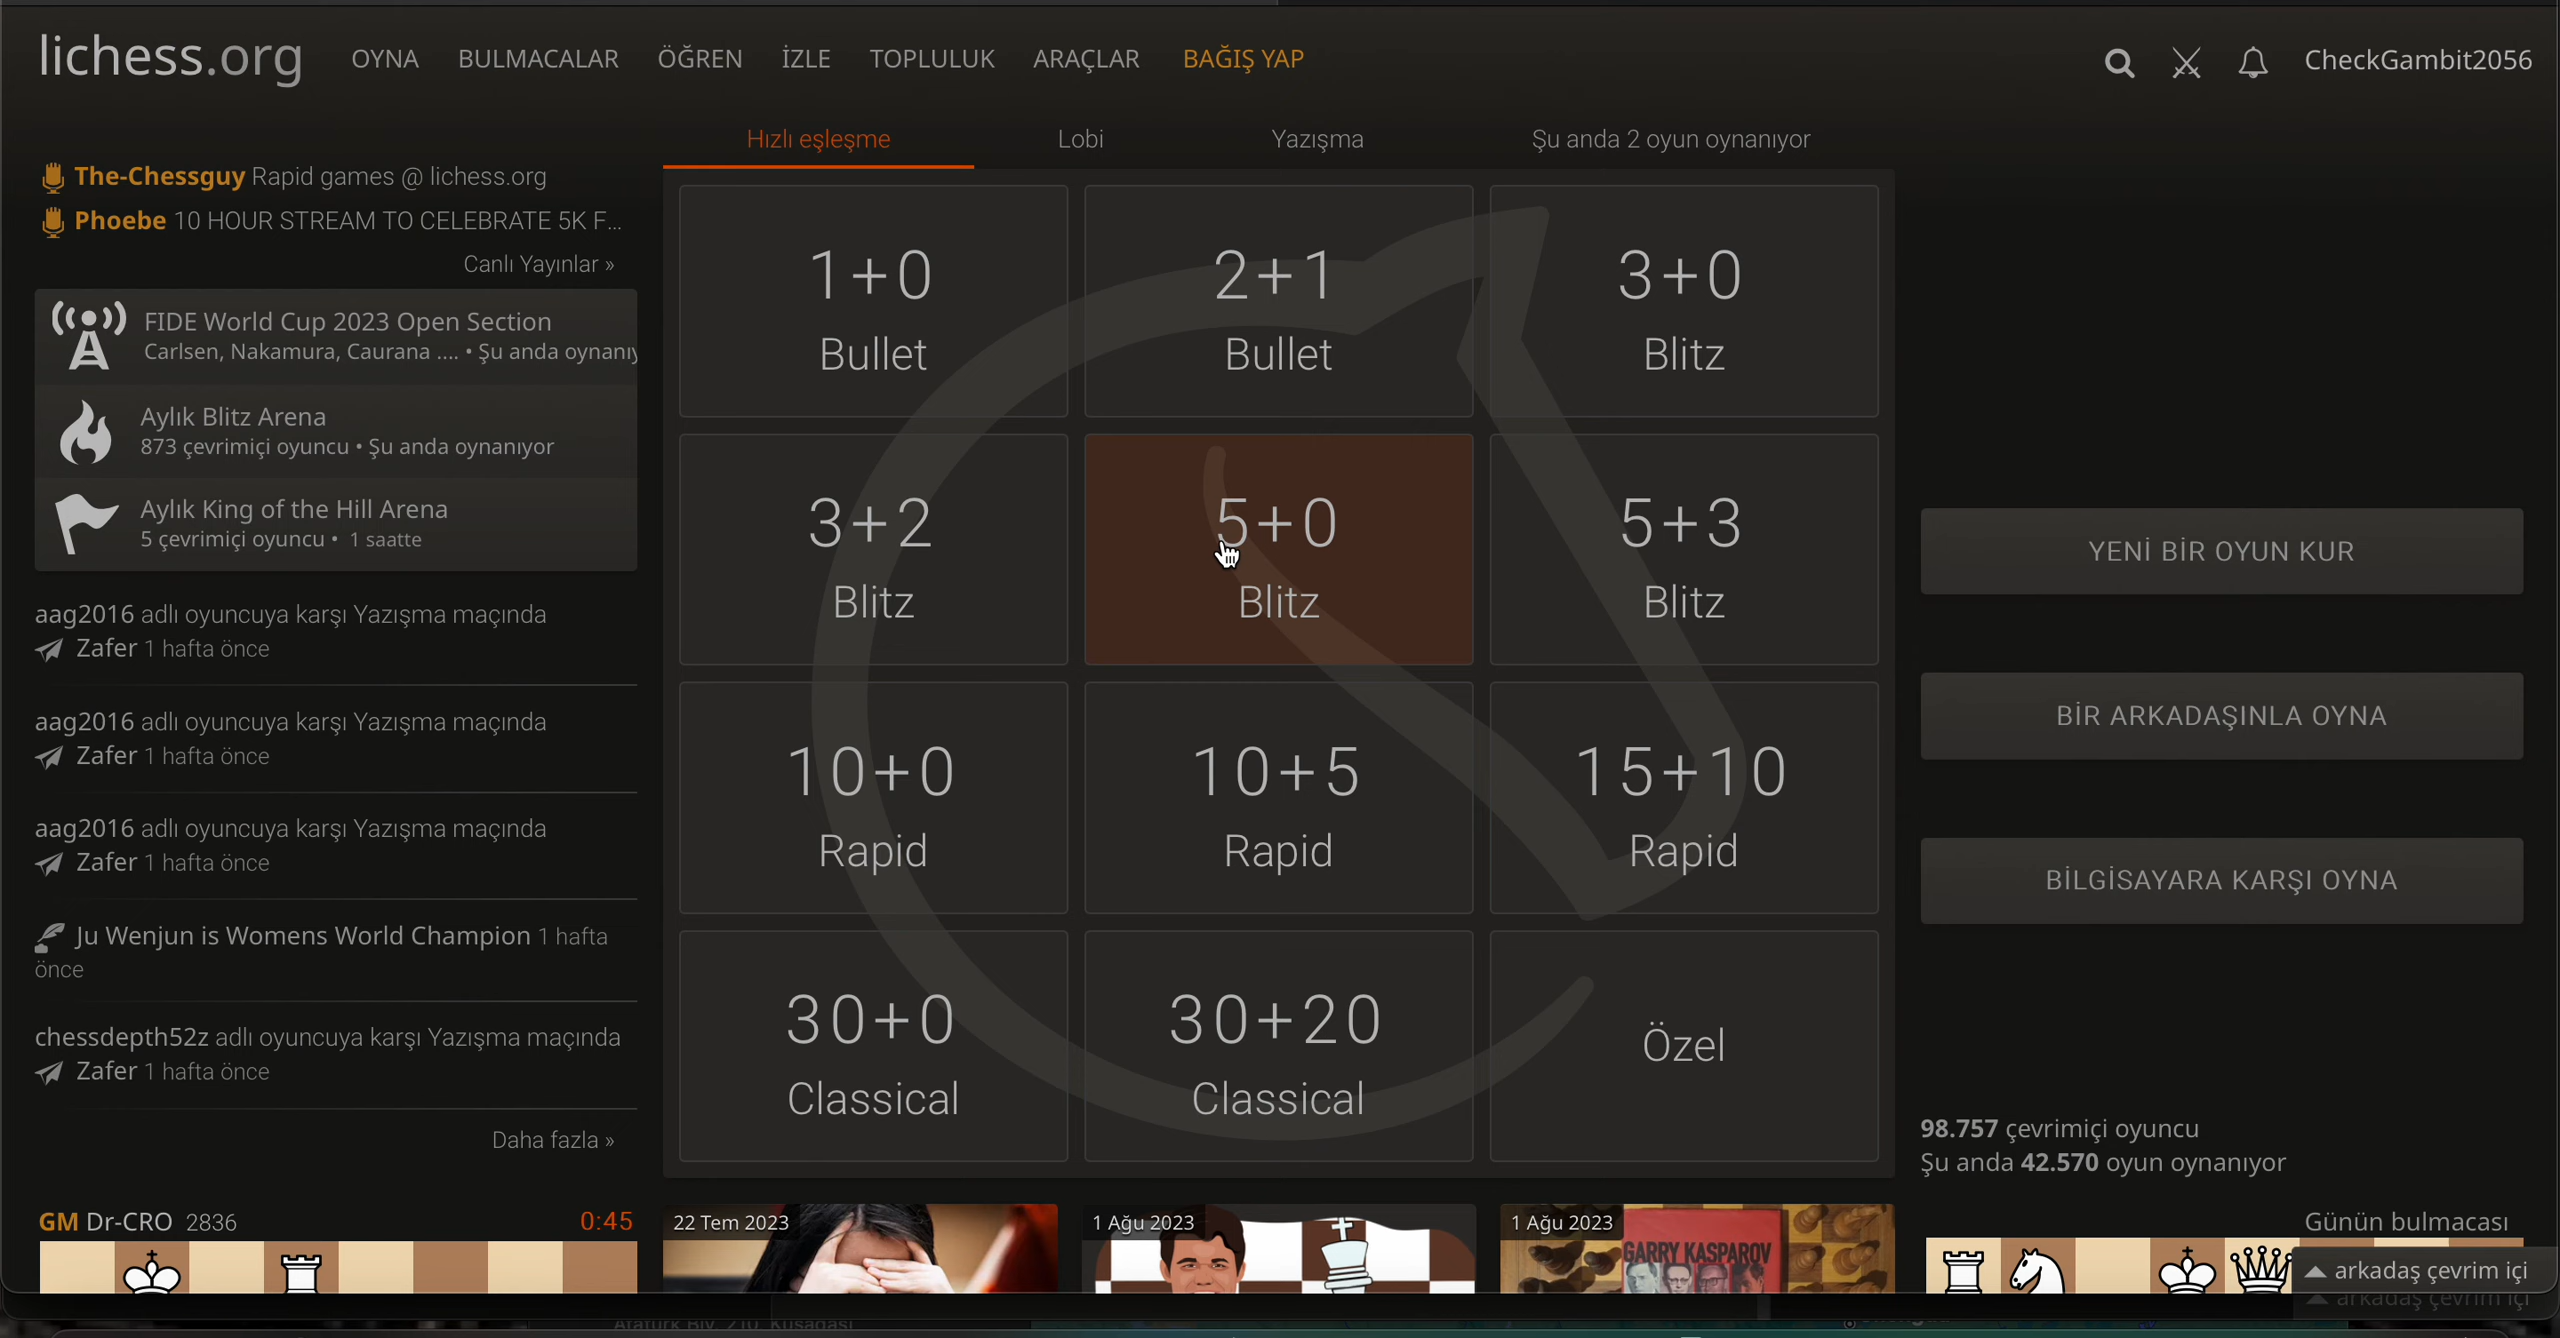 lichess.org
OYNA BULMACALAR ÖĞREN İZLE TOPLULUK ARAÇLAR BAĞIŞ YAP
CheckGambit2056
Hızlı eşleşme Lobi Yazışma Şu anda 2 oyun oynanıyor
The-Chessguy Rapid games @ lichess.org
Phoebe 10 HOUR STREAM TO CELEBRATE 5K F...
Canlı Yayınlar »
FIDE World Cup 2023 Open Section
Carlsen, Nakamura, Caurana .... • Şu anda oynanıy
Aylık Blitz Arena
873 çevrimiçi oyuncu • Şu anda oynanıyor
Aylık King of the Hill Arena
5 çevrimiçi oyuncu • 1 saatte
aag2016 adlı oyuncuya karşı Yazışma maçında
Zafer 1 hafta önce
aag2016 adlı oyuncuya karşı Yazışma maçında
Zafer 1 hafta önce
aag2016 adlı oyuncuya karşı Yazışma maçında
Zafer 1 hafta önce
Ju Wenjun is Womens World Champion 1 hafta
önce
chessdepth52z adlı oyuncuya karşı Yazışma maçında
Zafer 1 hafta önce
Daha fazla »
1+0
Bullet
2+1
Bullet
3+0
Blitz
3+2
Blitz
5+0
Blitz
5+3
Blitz
10+0
Rapid
10+5
Rapid
15+10
Rapid
30+0
Classical
30+20
Classical
Özel
YENİ BİR OYUN KUR
BİR ARKADAŞINLA OYNA
BİLGİSAYARA KARŞI OYNA
98.757 çevrimiçi oyuncu
Şu anda 42.570 oyun oynanıyor
GM Dr-CRO 2836 0:45
22 Tem 2023
1 Ağu 2023
1 Ağu 2023
GARRY KASPAROV
Günün bulmacası
arkadaş çevrim içi
arkadaş çevrim içi